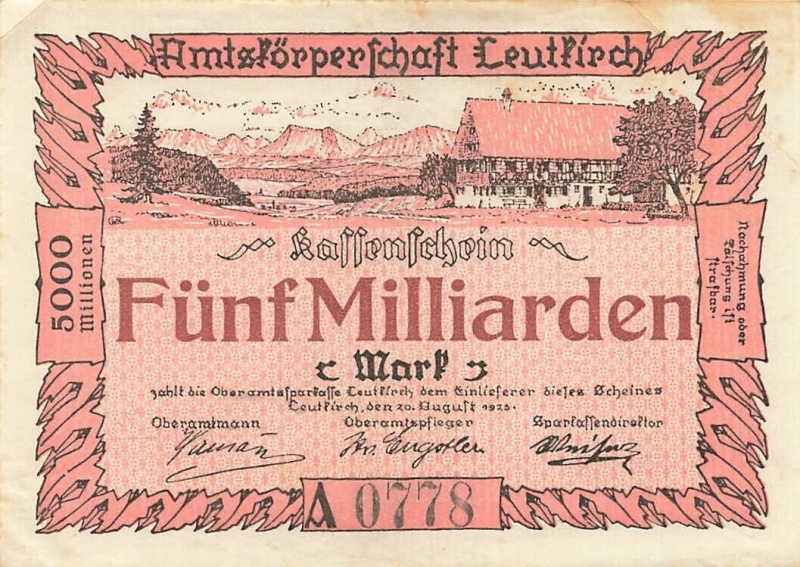 Amtskörperschaft Leutkirch
Kassenschein
Fünf Milliarden
Mark
zahlt die Oberamtssparkasse Leutkirch dem Einlieferer dieses Scheines
Leutkirch, den 20. August 1923.
Oberamtmann Oberamtspfleger Sparkassendirektor
5000
Millionen
Nachahmung oder
Fälschung ist
strafbar.
A 0778